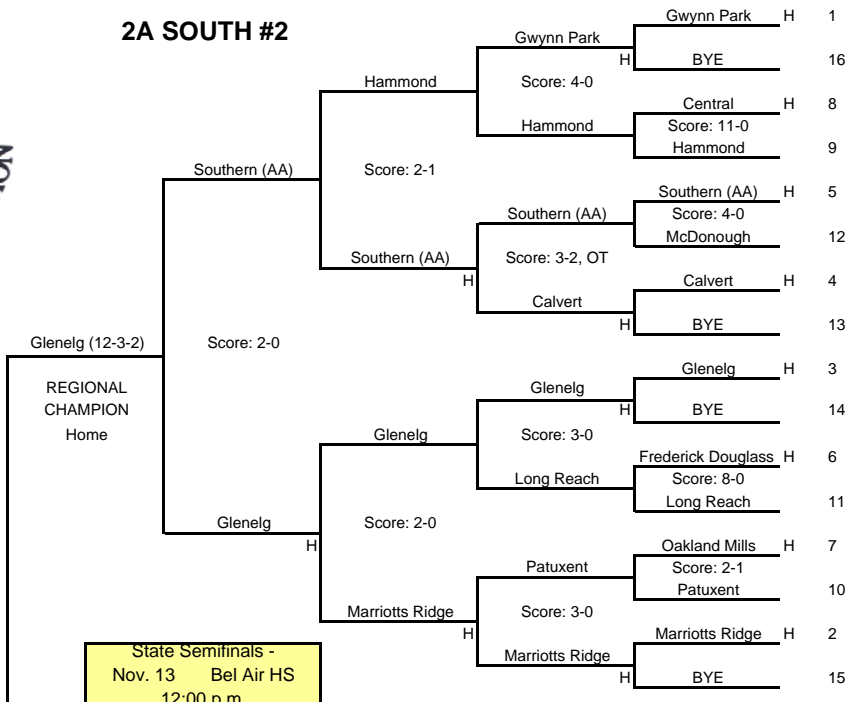 2A SOUTH #2
Gwynn Park H 1
Gwynn Park
H BYE 16
Hammond
Score: 4-0
Central H 8
Hammond
Score: 11-0
Hammond 9
Southern (AA)
Score: 2-1
Southern (AA) H 5
Southern (AA)
Score: 4-0
McDonough 12
Southern (AA)
H
Score: 3-2, OT
Calvert H 4
Calvert
H BYE 13
Glenelg (12-3-2)
Score: 2-0
REGIONAL
CHAMPION
Home
Glenelg H 3
Glenelg
H BYE 14
Glenelg
Score: 3-0
Frederick Douglass H 6
Long Reach
Score: 8-0
Long Reach 11
Glenelg
H
Score: 2-0
Oakland Mills H 7
Patuxent
Score: 2-1
Patuxent 10
Marriotts Ridge
H
Score: 3-0
Marriotts Ridge H 2
Marriotts Ridge
H BYE 15
State Semifinals -
Nov. 13 Bel Air HS
12:00 p.m.